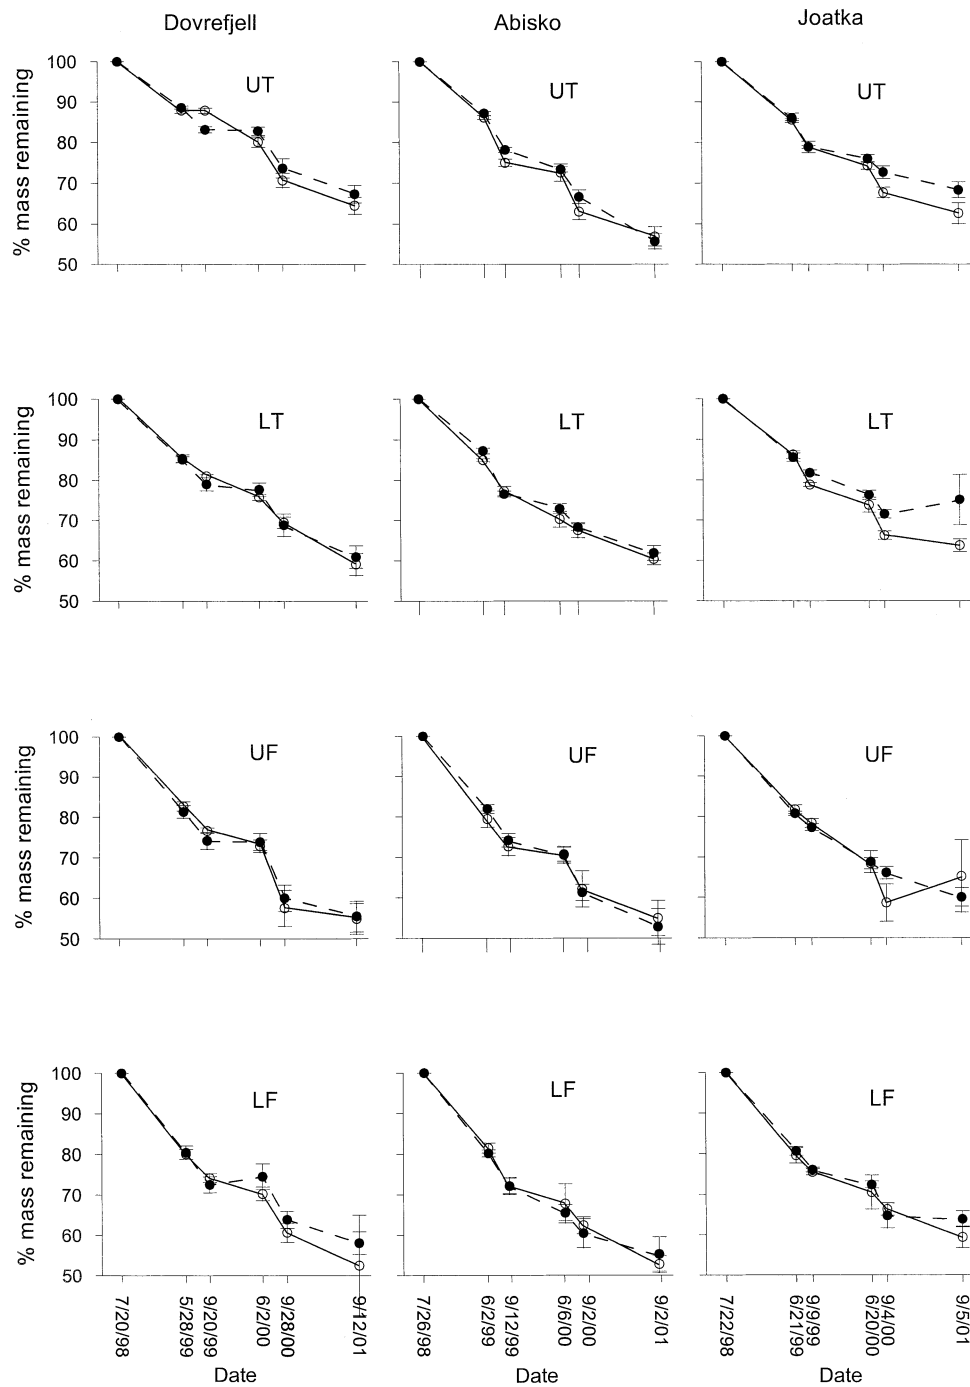 Dovrefjell Abisko Joatka
% mass remaining
100
90
80
70
60
50
UT UT UT
% mass remaining
100
90
80
70
60
50
LT LT LT
% mass remaining
100
90
80
70
60
50
UF UF UF
% mass remaining
100
90
80
70
60
50
LF LF LF
7/20/98 5/28/99 9/20/99 6/2/00 9/28/00 9/12/01
7/26/98 6/2/99 9/12/99 6/6/00 9/2/00 9/2/01
7/22/98 6/21/99 9/9/99 6/20/00 9/4/00 9/5/01
Date Date Date